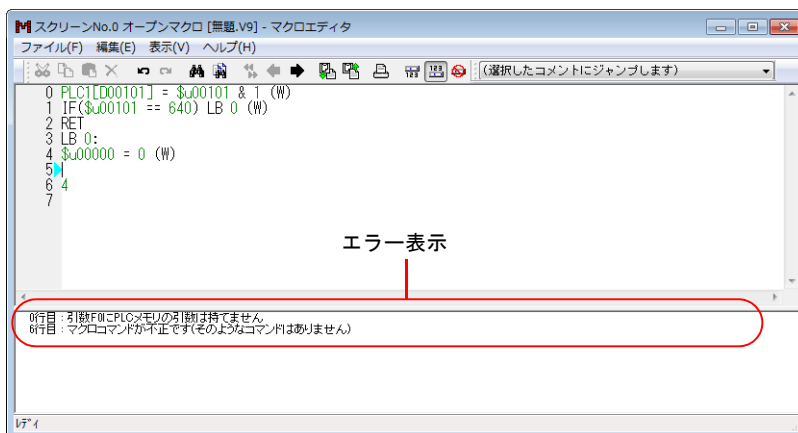 スクリーンNo.0 オープンマクロ [無題.V9] - マクロエディタ
ファイル(F) 編集(E) 表示(V) ヘルプ(H)
(選択したコメントにジャンプします)
0 PLC1[D00101] = $u00101 & 1 (W)
1 IF($u00101 == 640) LB 0 (W)
2 RET
3 LB 0:
4 $u00000 = 0 (W)
5
6 4
7
エラー表示
0行目 : 引数F0にPLCメモリの引数は持てません
6行目 : マクロコマンドが不正です(そのようなコマンドはありません)
ﾚﾃﾞｨ